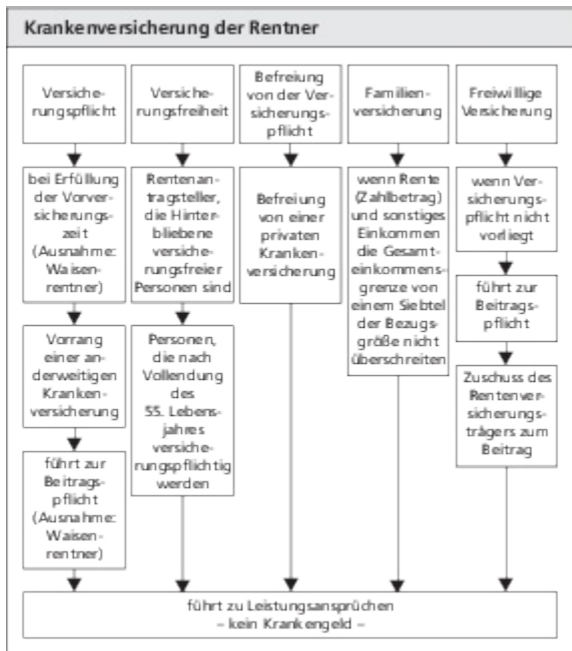 Krankenversicherung der Rentner
Versiche-
rungspflicht
bei Erfüllung
der Vorver-
sicherungs-
zeit
(Ausnahme:
Waisen-
rentner)
Vorrang
einer an-
derweitigen
Kranken-
versicherung
führt zur
Beitrags-
pflicht
(Ausnahme:
Waisen-
rentner)
Versiche-
rungsfreiheit
Rentenan-
tragsteller,
die Hinter-
bliebene
versiche-
rungsfreier
Personen sind
Personen,
die nach
Vollendung
des
55. Lebens-
jahres
versiche-
rungspflichtig
werden
Befreiung
von der Ver-
sicherungs-
pflicht
Befreiung
von einer
privaten
Kranken-
versicherung
Familien-
versicherung
wenn Rente
(Zahlbetrag)
und sonstiges
Einkommen
die Gesamt-
einkommens-
grenze von
einem Siebtel
der Bezugs-
größe nicht
überschreiten
Freiwillige
Versicherung
wenn Ver-
sicherungs-
pflicht nicht
vorliegt
führt zur
Beitrags-
pflicht
Zuschuss des
Rentenver-
sicherungs-
trägers zum
Beitrag
führt zu Leistungsansprüchen
– kein Krankengeld –